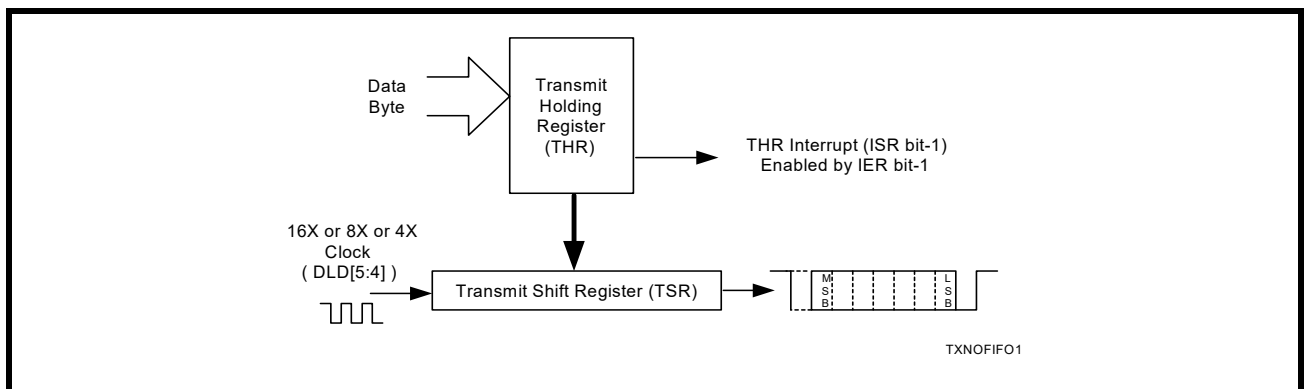 Data
Byte
Transmit
Holding
Register
(THR)
THR Interrupt (ISR bit-1)
Enabled by IER bit-1
16X or 8X or 4X
Clock
( DLD[5:4] )
Transmit Shift Register (TSR)
M
S
B
L
S
B
TXNOFIFO1